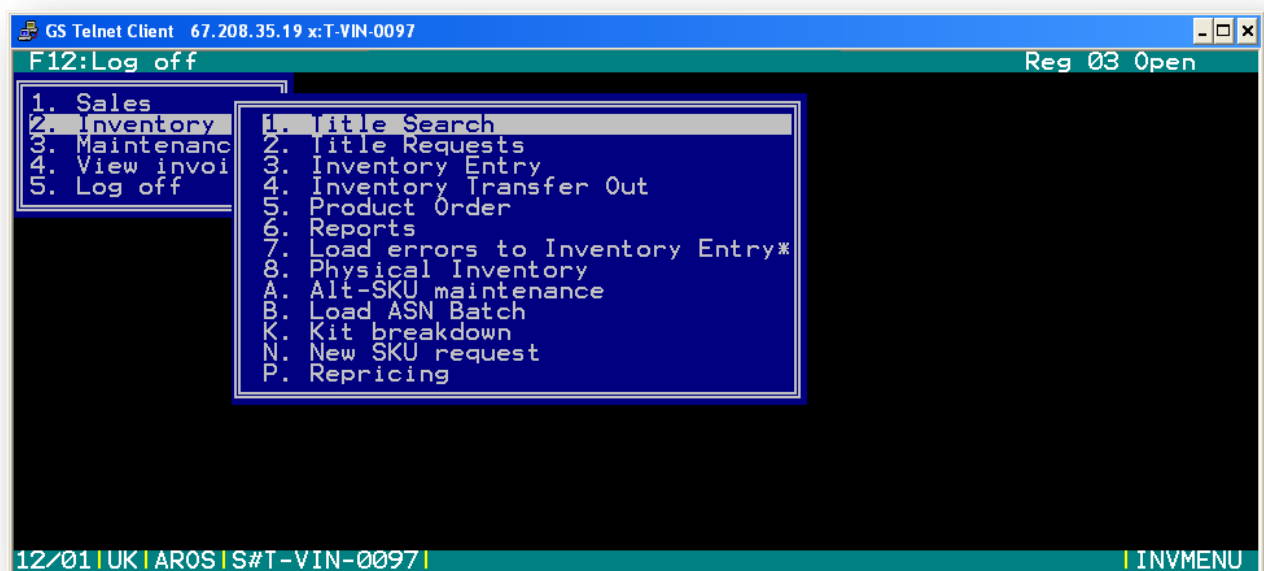 GS Telnet Client 67.208.35.19 x:T-VIN-0097
F12:Log off Reg 03 Open
1. Sales
2. Inventory
3. Maintenanc
4. View invoi
5. Log off
1. Title Search
2. Title Requests
3. Inventory Entry
4. Inventory Transfer Out
5. Product Order
6. Reports
7. Load errors to Inventory Entry*
8. Physical Inventory
A. Alt-SKU maintenance
B. Load ASN Batch
K. Kit breakdown
N. New SKU request
P. Repricing
12/01|UK|AROS|S#T-VIN-0097| |INVMENU